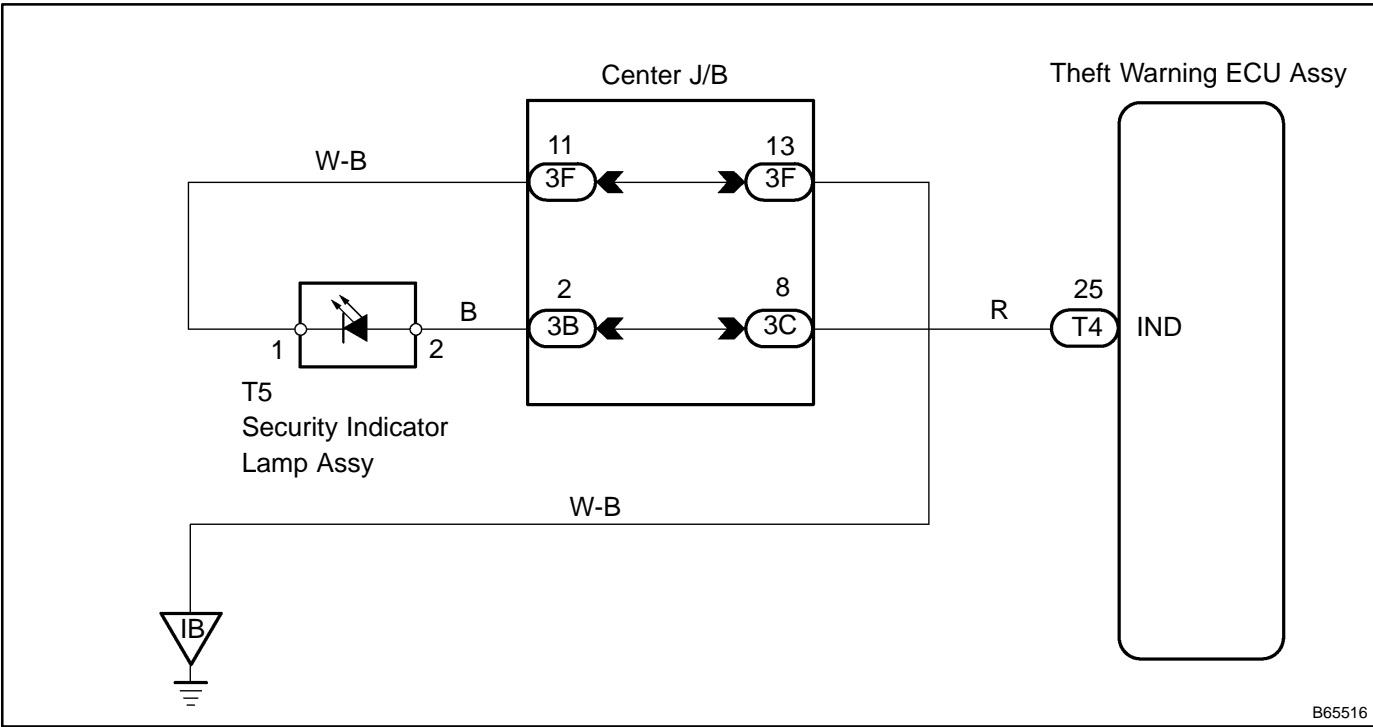 Center J/B
Theft Warning ECU Assy
W-B
11
13
3F
3F
2
8
B
3B
3C
R
25
T4
IND
1
2
T5
Security Indicator
Lamp Assy
W-B
IB
B65516